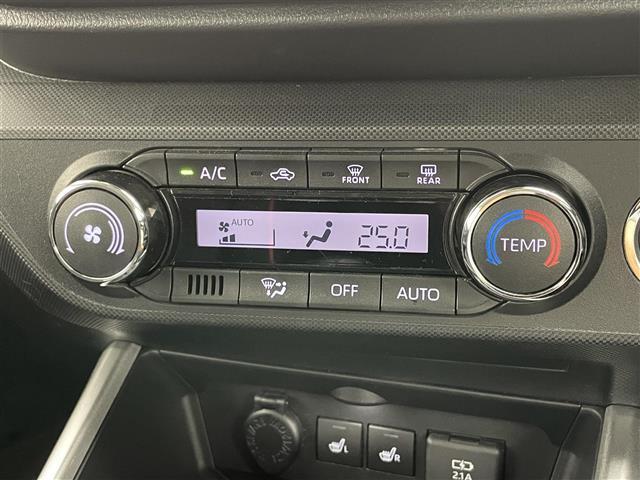 A/C
FRONT
REAR
AUTO
25.0
TEMP
OFF
AUTO
L
R
2.1A